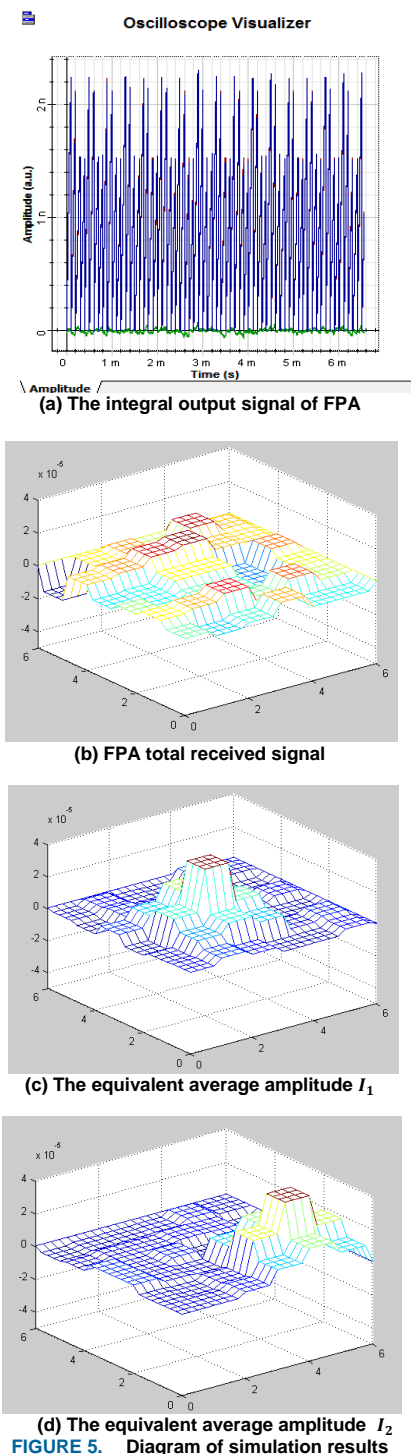 Oscilloscope Visualizer
2 n
1 n
0
Amplitude (a.u.)
0 1 m 2 m 3 m 4 m 5 m 6 m
Time (s)
\ Amplitude /
(a) The integral output signal of FPA
x 10⁻⁵
4
2
0
-2
-4
6
4
2
0
0
2
4
6
(b) FPA total received signal
x 10⁻⁵
4
2
0
-2
-4
6
4
2
0
0
2
4
6
(c) The equivalent average amplitude I₁
x 10⁻⁵
4
2
0
-2
-4
6
4
2
0
0
2
4
6
(d) The equivalent average amplitude I₂
FIGURE 5. Diagram of simulation results